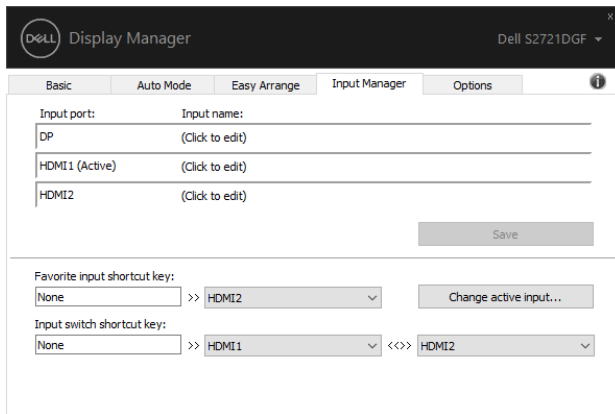 x
DELL Display Manager Dell S2721DGF
Basic Auto Mode Easy Arrange Input Manager Options i
Input port: Input name:
DP (Click to edit)
HDMI1 (Active) (Click to edit)
HDMI2 (Click to edit)
Save
Favorite input shortcut key:
None >> HDMI2 Change active input...
Input switch shortcut key:
None >> HDMI1 <<>> HDMI2